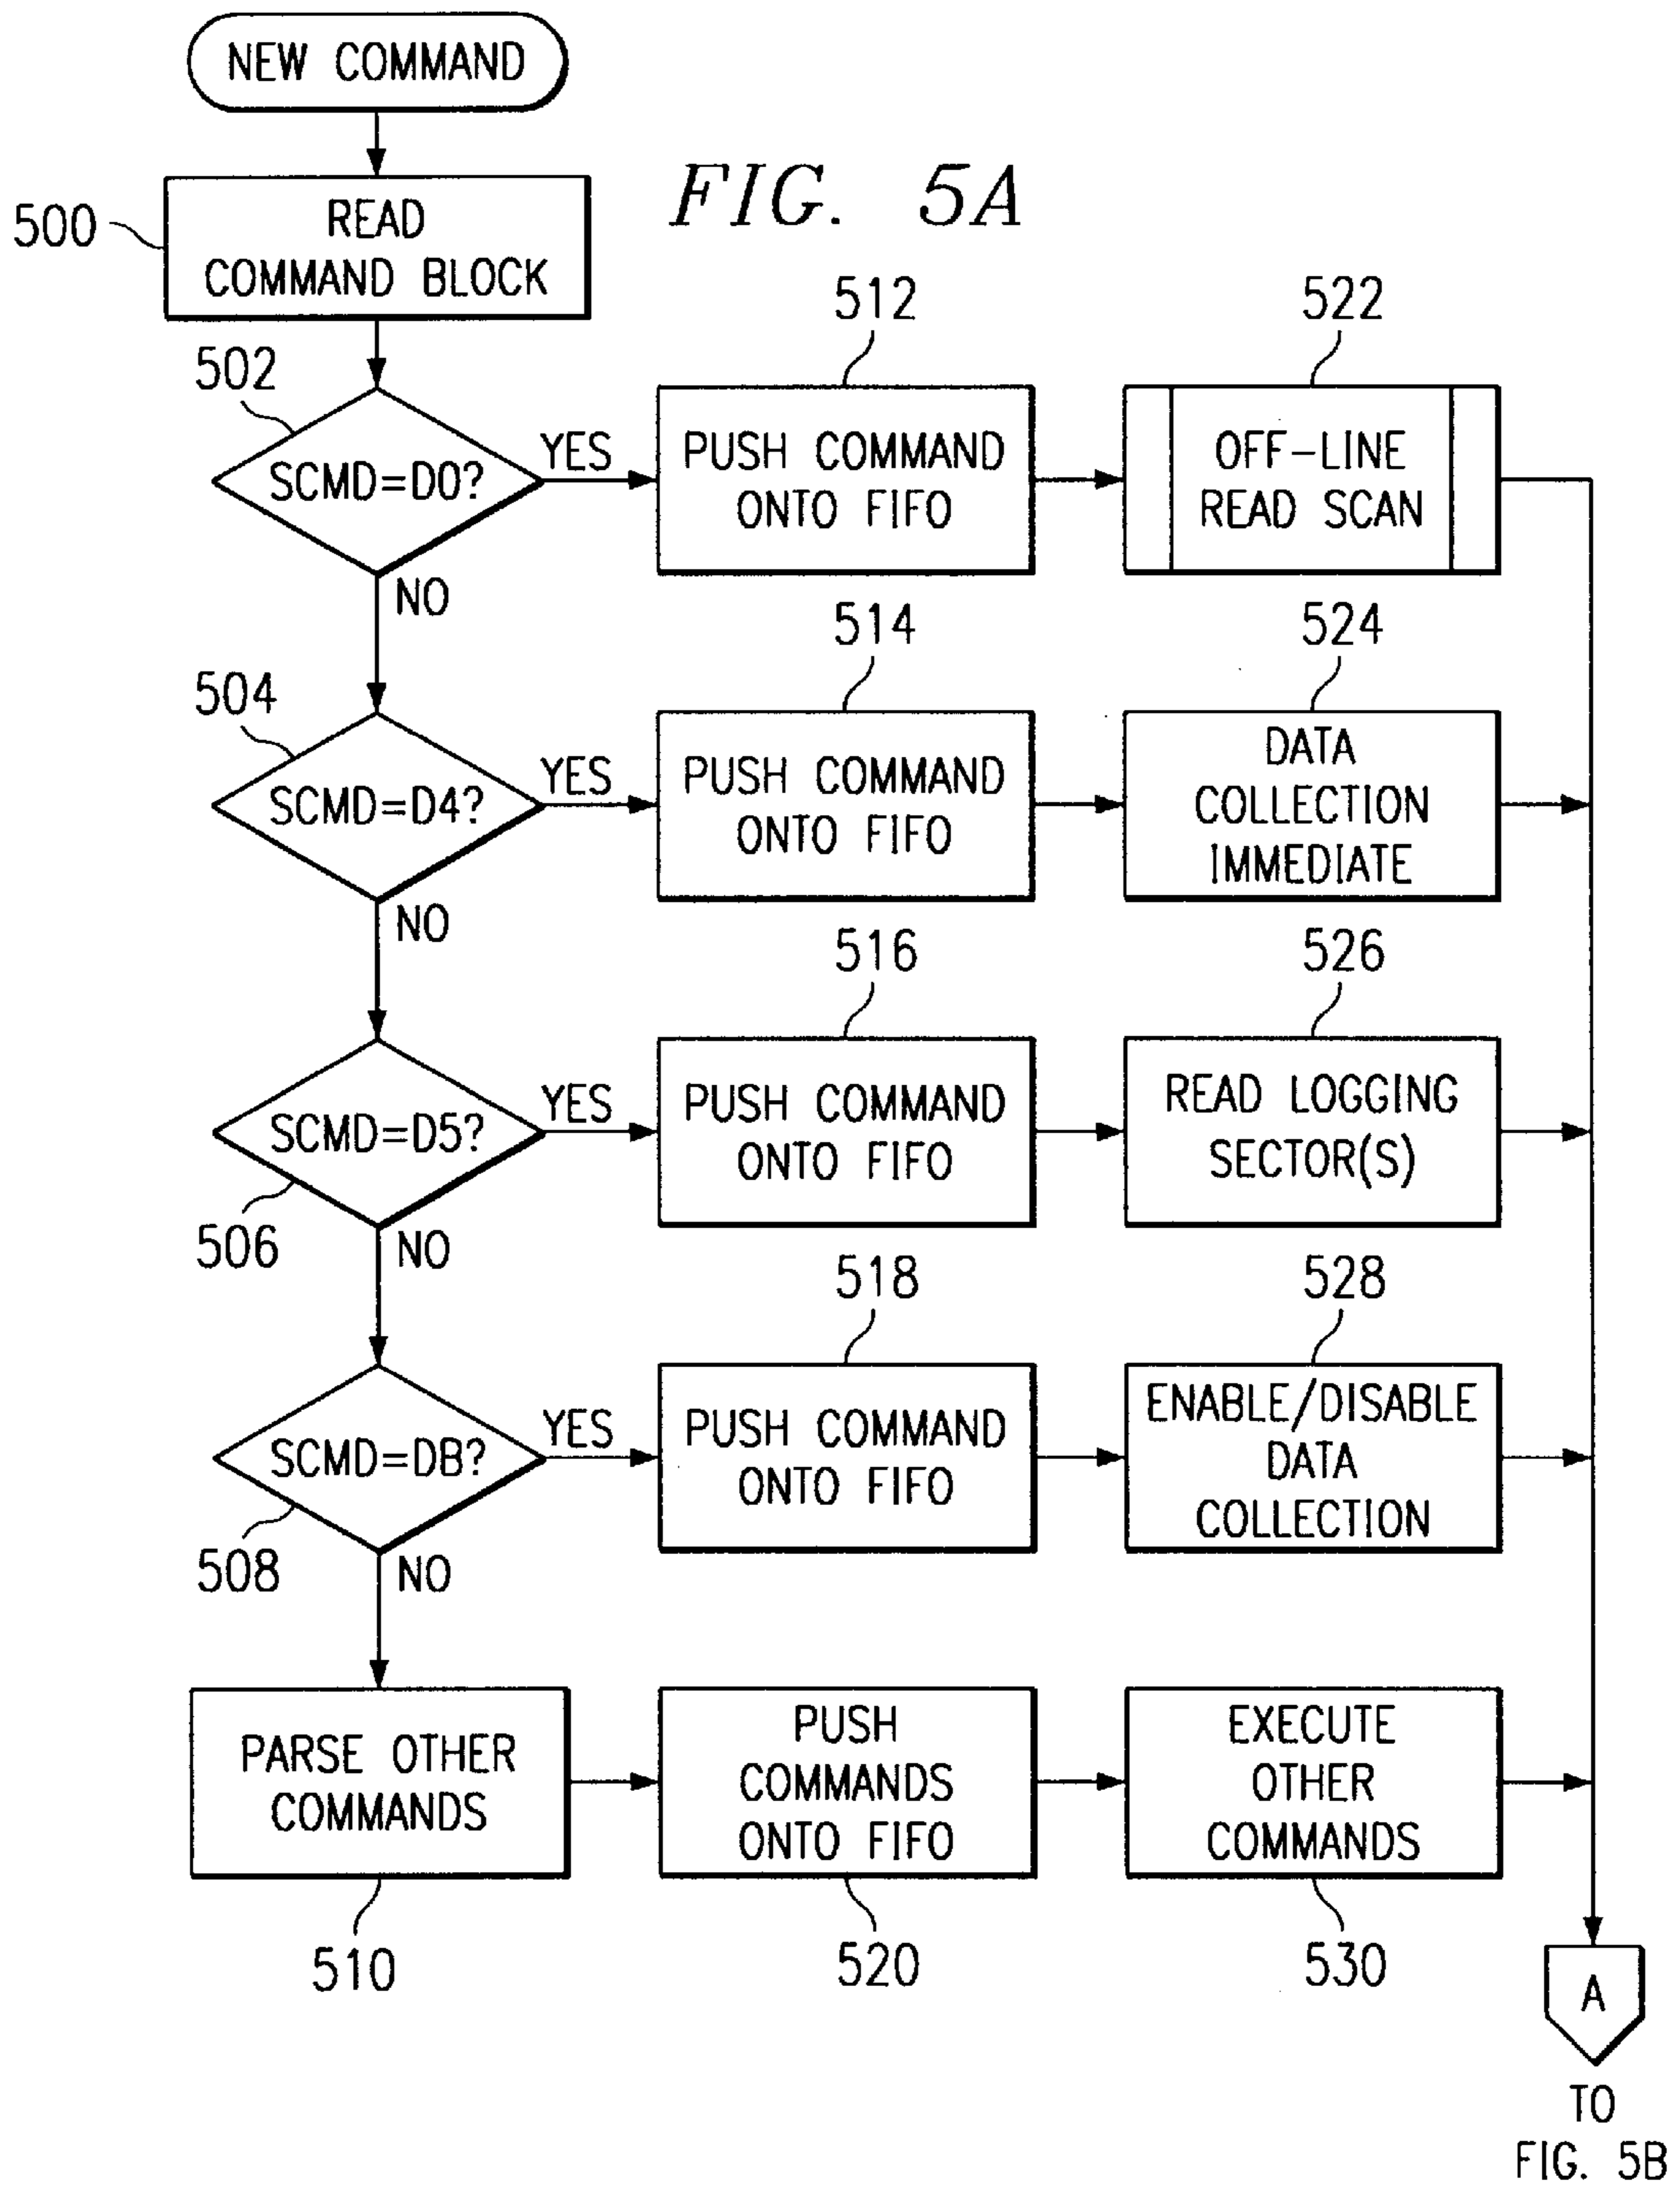 NEW COMMAND
FIG. 5A
500
READ
COMMAND BLOCK
502
512
522
SCMD=D0?
YES
PUSH COMMAND
ONTO FIFO
OFF-LINE
READ SCAN
NO
504
514
524
SCMD=D4?
YES
PUSH COMMAND
ONTO FIFO
DATA
COLLECTION
IMMEDIATE
NO
516
526
SCMD=D5?
YES
PUSH COMMAND
ONTO FIFO
READ LOGGING
SECTOR(S)
506
NO
518
528
SCMD=DB?
YES
PUSH COMMAND
ONTO FIFO
ENABLE/DISABLE
DATA
COLLECTION
508
NO
PARSE OTHER
COMMANDS
PUSH
COMMANDS
ONTO FIFO
EXECUTE
OTHER
COMMANDS
510
520
530
A
TO
FIG. 5B